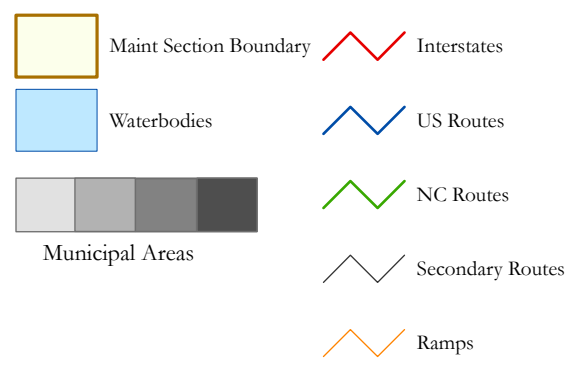 Maint Section Boundary
Waterbodies
Municipal Areas
Interstates
US Routes
NC Routes
Secondary Routes
Ramps